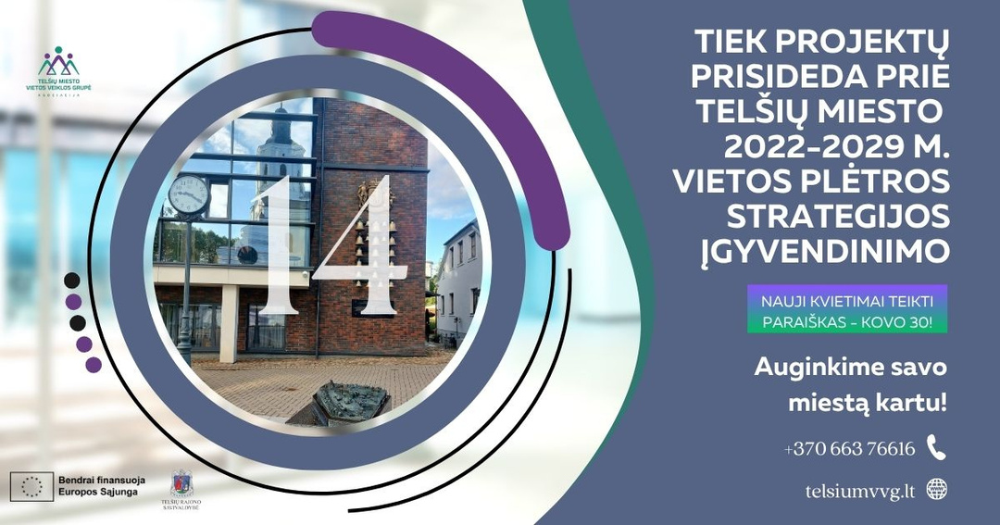 TELŠIŲ MIESTO
VIETOS VEIKLOS GRUPĖ
ASOCIACIJA
14
TIEK PROJEKTŲ
PRISIDEDA PRIE
TELŠIŲ MIESTO
2022-2029 M.
VIETOS PLĖTROS
STRATEGIJOS
ĮGYVENDINIMO
NAUJI KVIETIMAI TEIKTI
PARAIŠKAS - KOVO 30!
Auginkime savo
miestą kartu!
+370 663 76616
telsiumvvg.lt
Bendrai finansuoja
Europos Sąjunga
TELŠIŲ RAJONO
SAVIVALDYBĖ